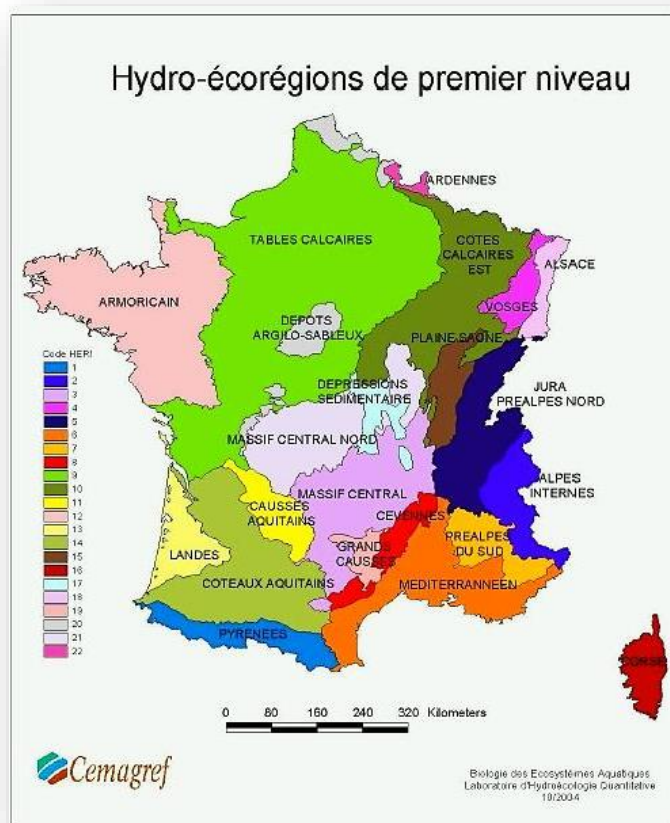 Hydro-écorégions de premier niveau
ARDENNES
TABLES CALCAIRES
COTES
CALCAIRES
EST
ALSACE
ARMORICAIN
VOSGES
DEPOTS
ARGILO-SABLEUX
PLAINE SAONE
Code HER1
1
2
3
4
5
6
7
8
9
10
11
12
13
14
15
16
17
18
19
20
21
22
DEPRESSIONS
SEDIMENTAIRE
JURA
PREALPES NORD
MASSIF CENTRAL NORD
ALPES
INTERNES
MASSIF CENTRAL
CAUSSES
AQUITAINS
CEVENNES
PREALPES
DU SUD
GRANDS
CAUSSES
LANDES
COTEAUX AQUITAINS
MEDITERRANEEN
PYRENEES
CORSE
0 80 160 240 320 Kilometers
Cemagref
Biologie des Ecosystèmes Aquatiques
Laboratoire d'Hydroécologie Quantitative
10/2004